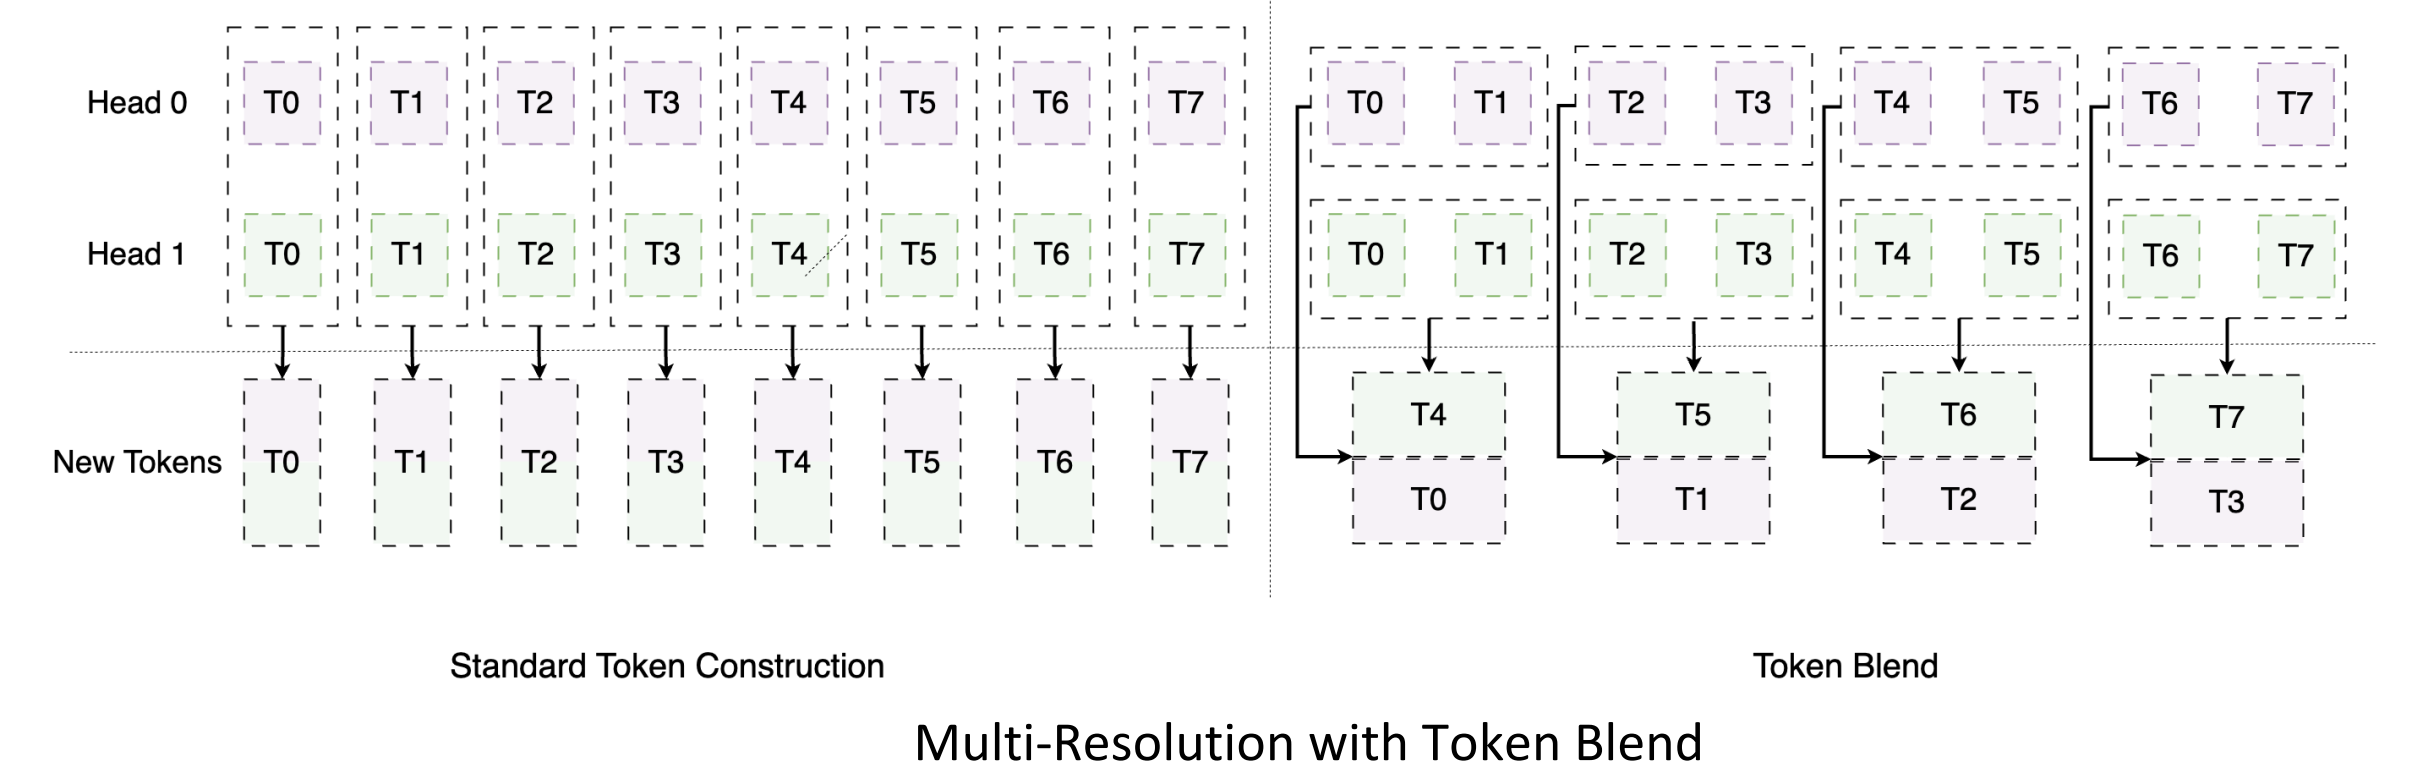 Head 0 T0 T1 T2 T3 T4 T5 T6 T7 T0 T1 T2 T3 T4 T5 T6 T7
Head 1 T0 T1 T2 T3 T4 T5 T6 T7 T0 T1 T2 T3 T4 T5 T6 T7
T4 T5 T6 T7
New Tokens T0 T1 T2 T3 T4 T5 T6 T7
T0 T1 T2 T3
Standard Token Construction Token Blend
Multi-Resolution with Token Blend